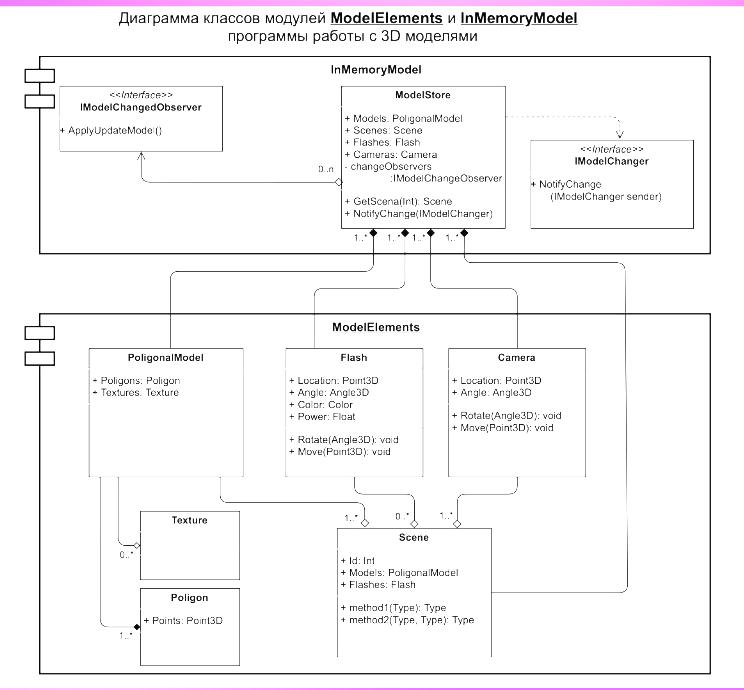 Диаграмма классов модулей ModelElements и InMemoryModel
программы работы с 3D моделями
InMemoryModel
<<Interface>>
IModelChangedObserver
+ ApplyUpdateModel()
ModelStore
+ Models: PoligonalModel
+ Scenes: Scene
+ Flashes: Flash
+ Cameras: Camera
- changeObservers
:IModelChangeObserver
+ GetScena(Int): Scene
+ NotifyChange(IModelChanger)
<<Interface>>
IModelChanger
+ NotifyChange
(IModelChanger sender)
0..n
1..* 1..* 1..* 1..*
ModelElements
PoligonalModel
+ Poligons: Poligon
+ Textures: Texture
Flash
+ Location: Point3D
+ Angle: Angle3D
+ Color: Color
+ Power: Float
+ Rotate(Angle3D): void
+ Move(Point3D): void
Camera
+ Location: Point3D
+ Angle: Angle3D
+ Rotate(Angle3D): void
+ Move(Point3D): void
1..* 0..* 1..*
Texture
0..*
Poligon
+ Points: Point3D
1..*
Scene
+ Id: Int
+ Models: PoligonalModel
+ Flashes: Flash
+ method1(Type): Type
+ method2(Type, Type): Type